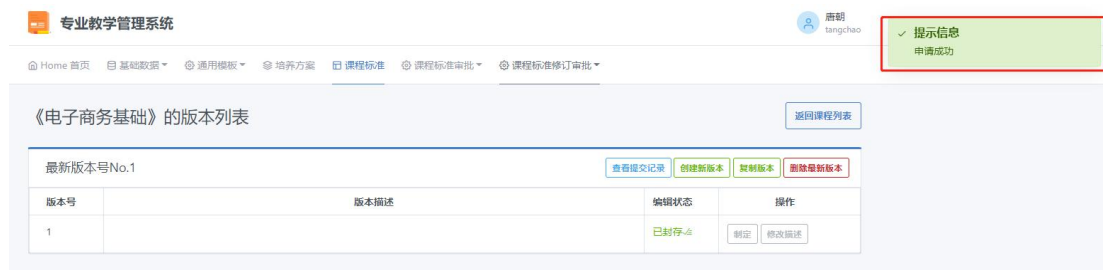 专业教学管理系统
唐朝
tangchao
提示信息
申请成功
Home 首页 基础数据 通用模板 培养方案 课程标准 课程标准审批 课程标准修订审批
《电子商务基础》的版本列表
返回课程列表
最新版本号No.1
查看提交记录 创建新版本 复制版本 删除最新版本
版本号 版本描述 编辑状态 操作
1 已封存 制定 修改描述